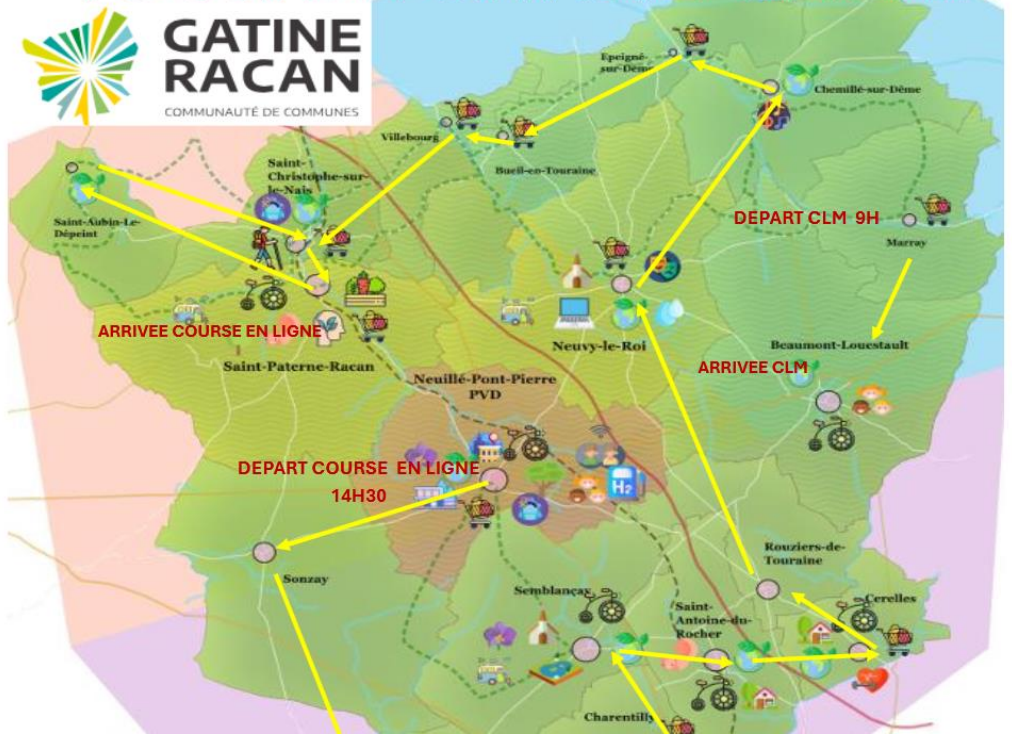 GATINE
RACAN
COMMUNAUTÉ DE COMMUNES
Epeigné-
sur-Dême
Chemillé-sur-Dême
Villebourg
Bueil-en-Touraine
Saint-
Christophe-sur-
le-Nais
Saint-Aubin-Le-
Dépeint
DEPART CLM 9H
Marray
ARRIVEE COURSE EN LIGNE
Neuvy-le-Roi
Beaumont-Louestault
Saint-Paterne-Racan
ARRIVEE CLM
Neuillé-Pont-Pierre
PVD
DEPART COURSE EN LIGNE
14H30
H2
Sonzay
Rouziers-de-
Touraine
Semblançay
Saint-
Antoine-du-
Rocher
Cerelles
Charentilly